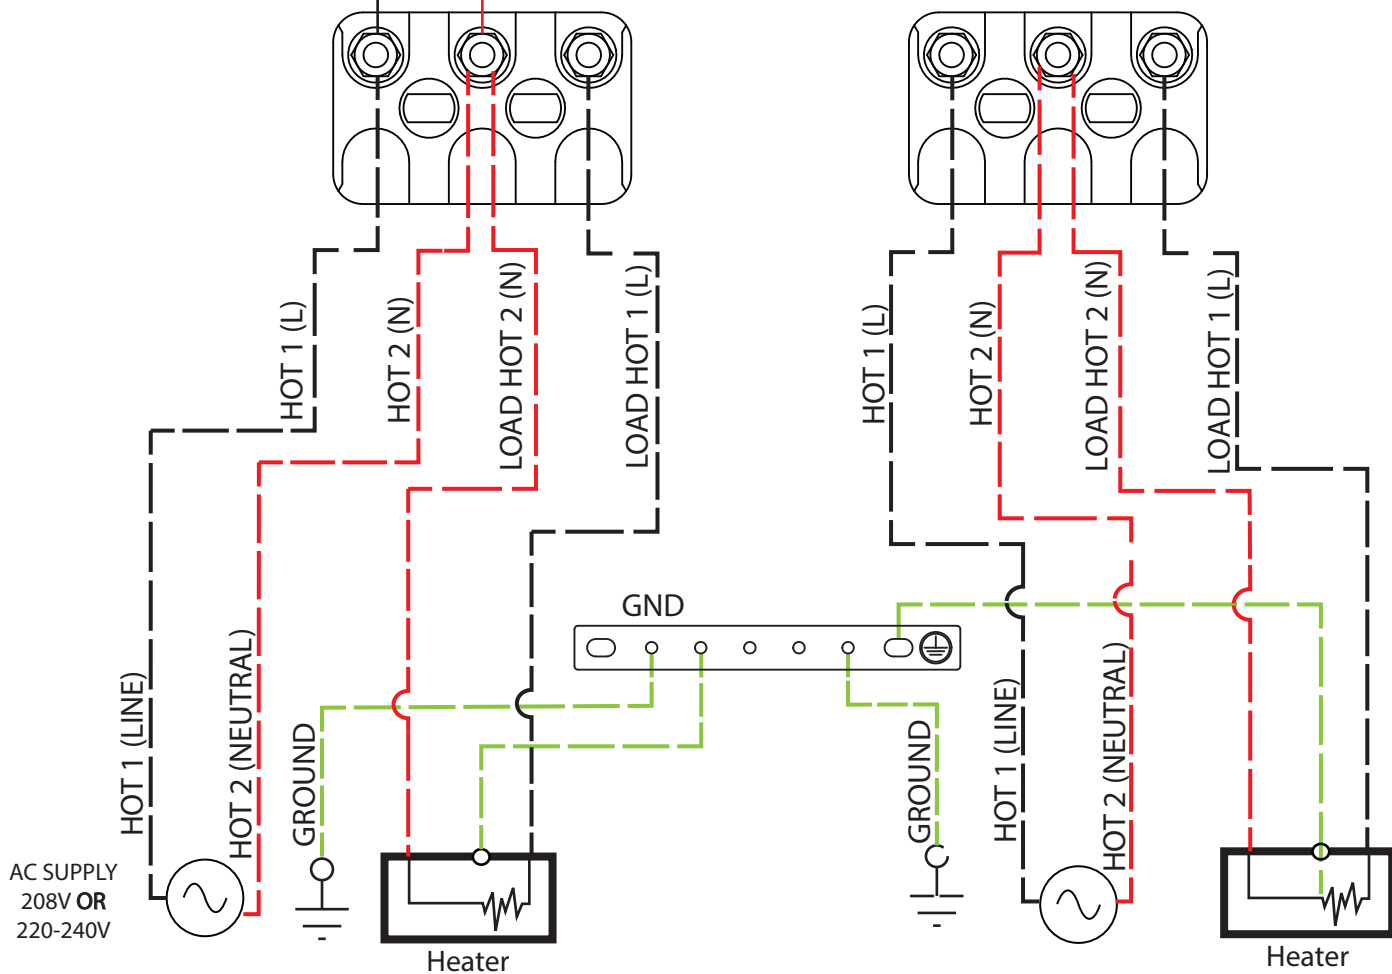 HOT 1 (L)
HOT 2 (N)
LOAD HOT 2 (N)
LOAD HOT 1 (L)
HOT 1 (L)
HOT 2 (N)
LOAD HOT 2 (N)
LOAD HOT 1 (L)
GND
HOT 1 (LINE)
HOT 2 (NEUTRAL)
GROUND
GROUND
HOT 1 (LINE)
HOT 2 (NEUTRAL)
AC SUPPLY
208V OR
220-240V
Heater
Heater